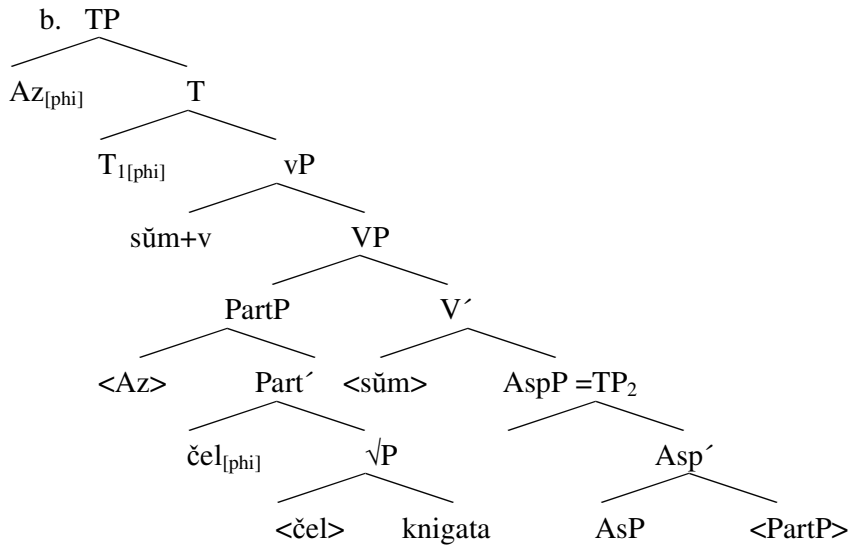 b. TP
Az[phi] T
T1[phi] vP
sŭm+v VP
PartP V´
<Az> Part´ <sŭm> AspP =TP2
čel[phi] √P Asp´
<čel> knigata AsP <PartP>